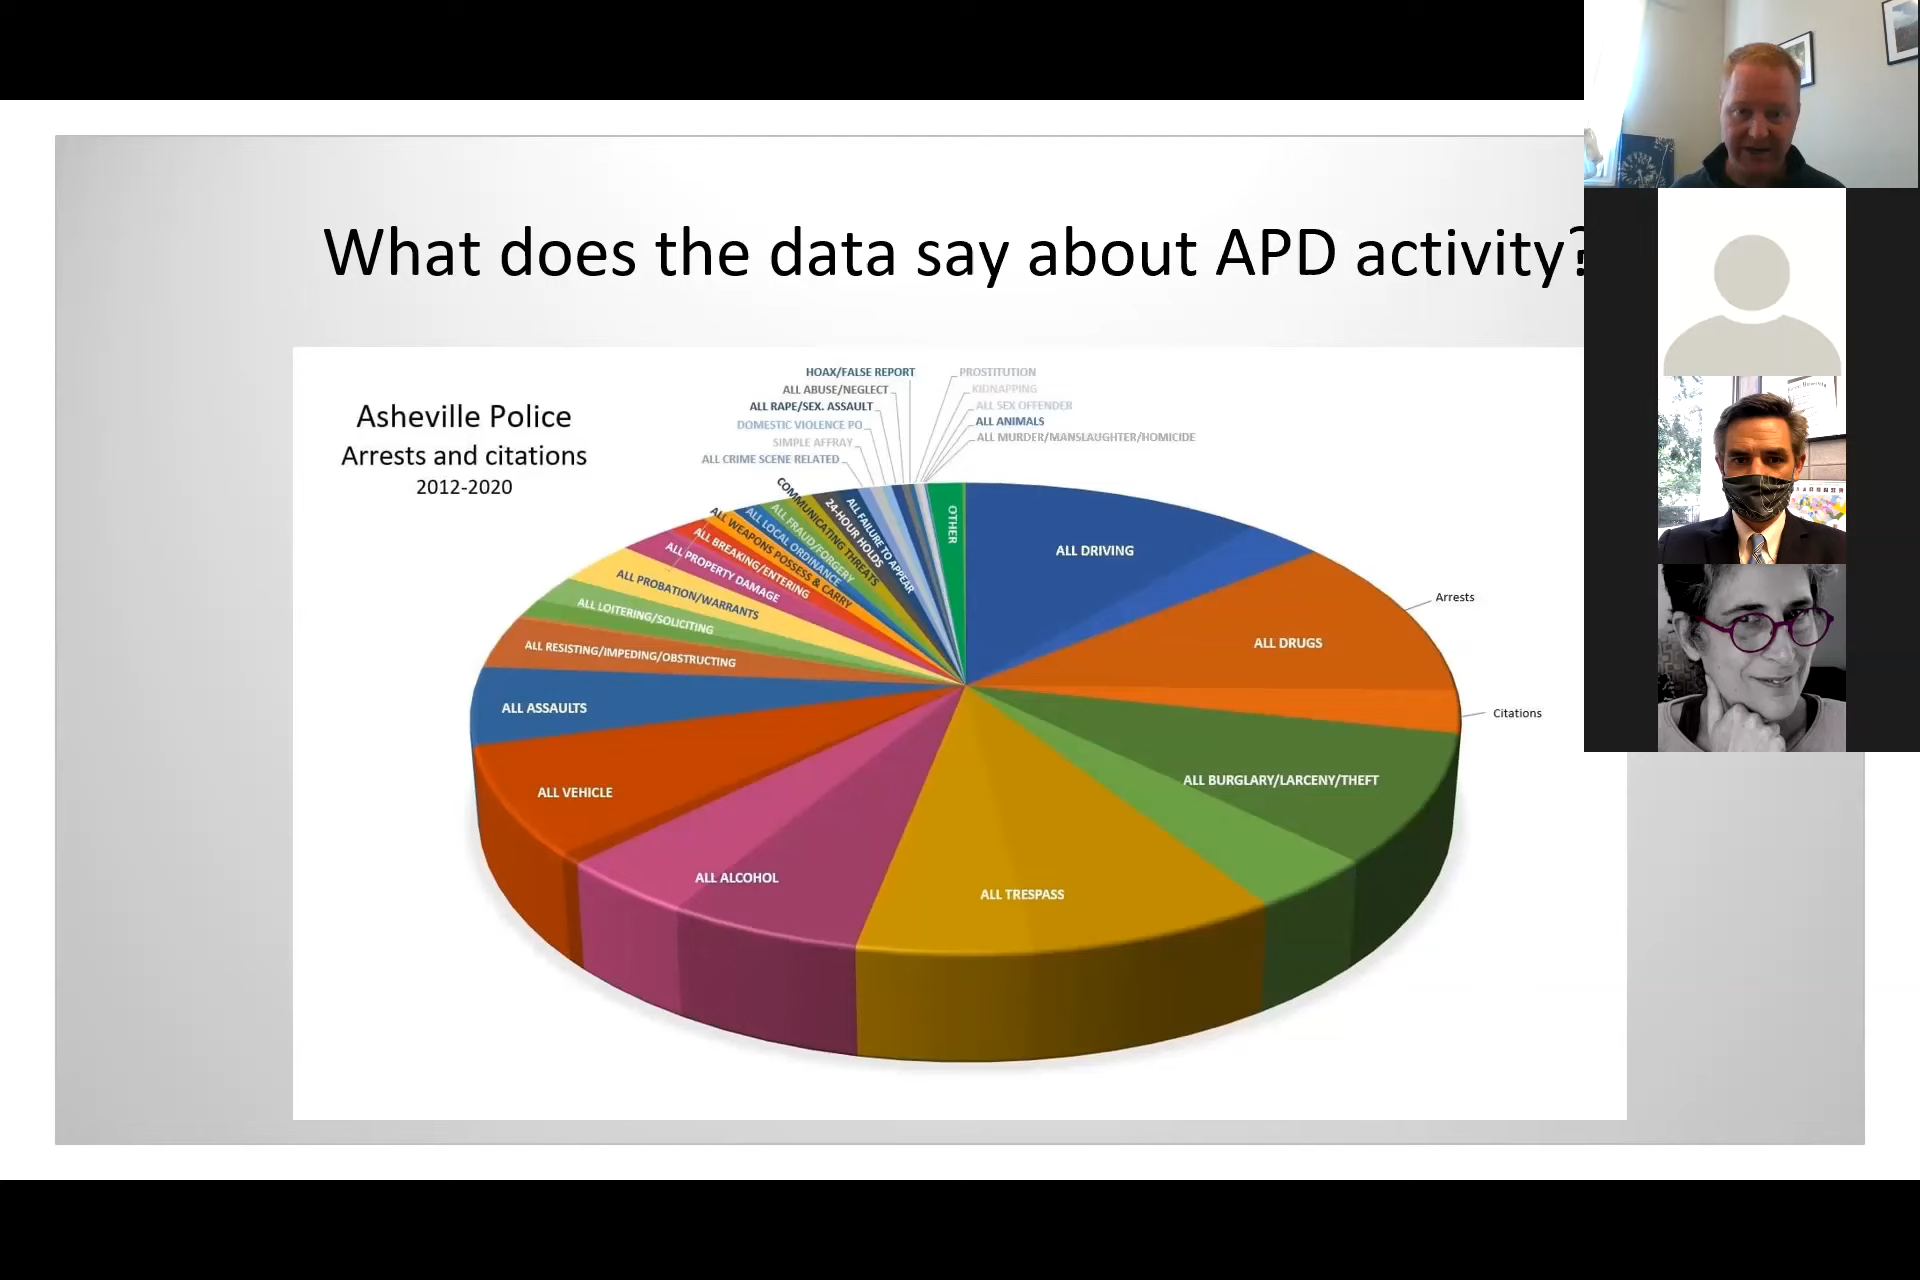 What does the data say about APD activity?
Asheville Police
Arrests and citations
2012-2020
HOAX/FALSE REPORT
ALL ABUSE/NEGLECT
ALL RAPE/SEX. ASSAULT
DOMESTIC VIOLENCE PO
SIMPLE AFFRAY
ALL CRIME SCENE RELATED
PROSTITUTION
KIDNAPPING
ALL SEX OFFENDER
ALL ANIMALS
ALL MURDER/MANSLAUGHTER/HOMICIDE
OTHER
ALL FAILURE TO APPEAR
24-HOUR HOLDS
COMMUNICATING THREATS
ALL FRAUD/FORGERY
ALL LOCAL ORDINANCE
ALL WEAPONS POSSESS & CARRY
ALL BREAKING/ENTERING
ALL PROPERTY DAMAGE
ALL PROBATION/WARRANTS
ALL LOITERING/SOLICITING
ALL RESISTING/IMPEDING/OBSTRUCTING
ALL ASSAULTS
ALL VEHICLE
ALL ALCOHOL
ALL TRESPASS
ALL BURGLARY/LARCENY/THEFT
ALL DRUGS
ALL DRIVING
Arrests
Citations